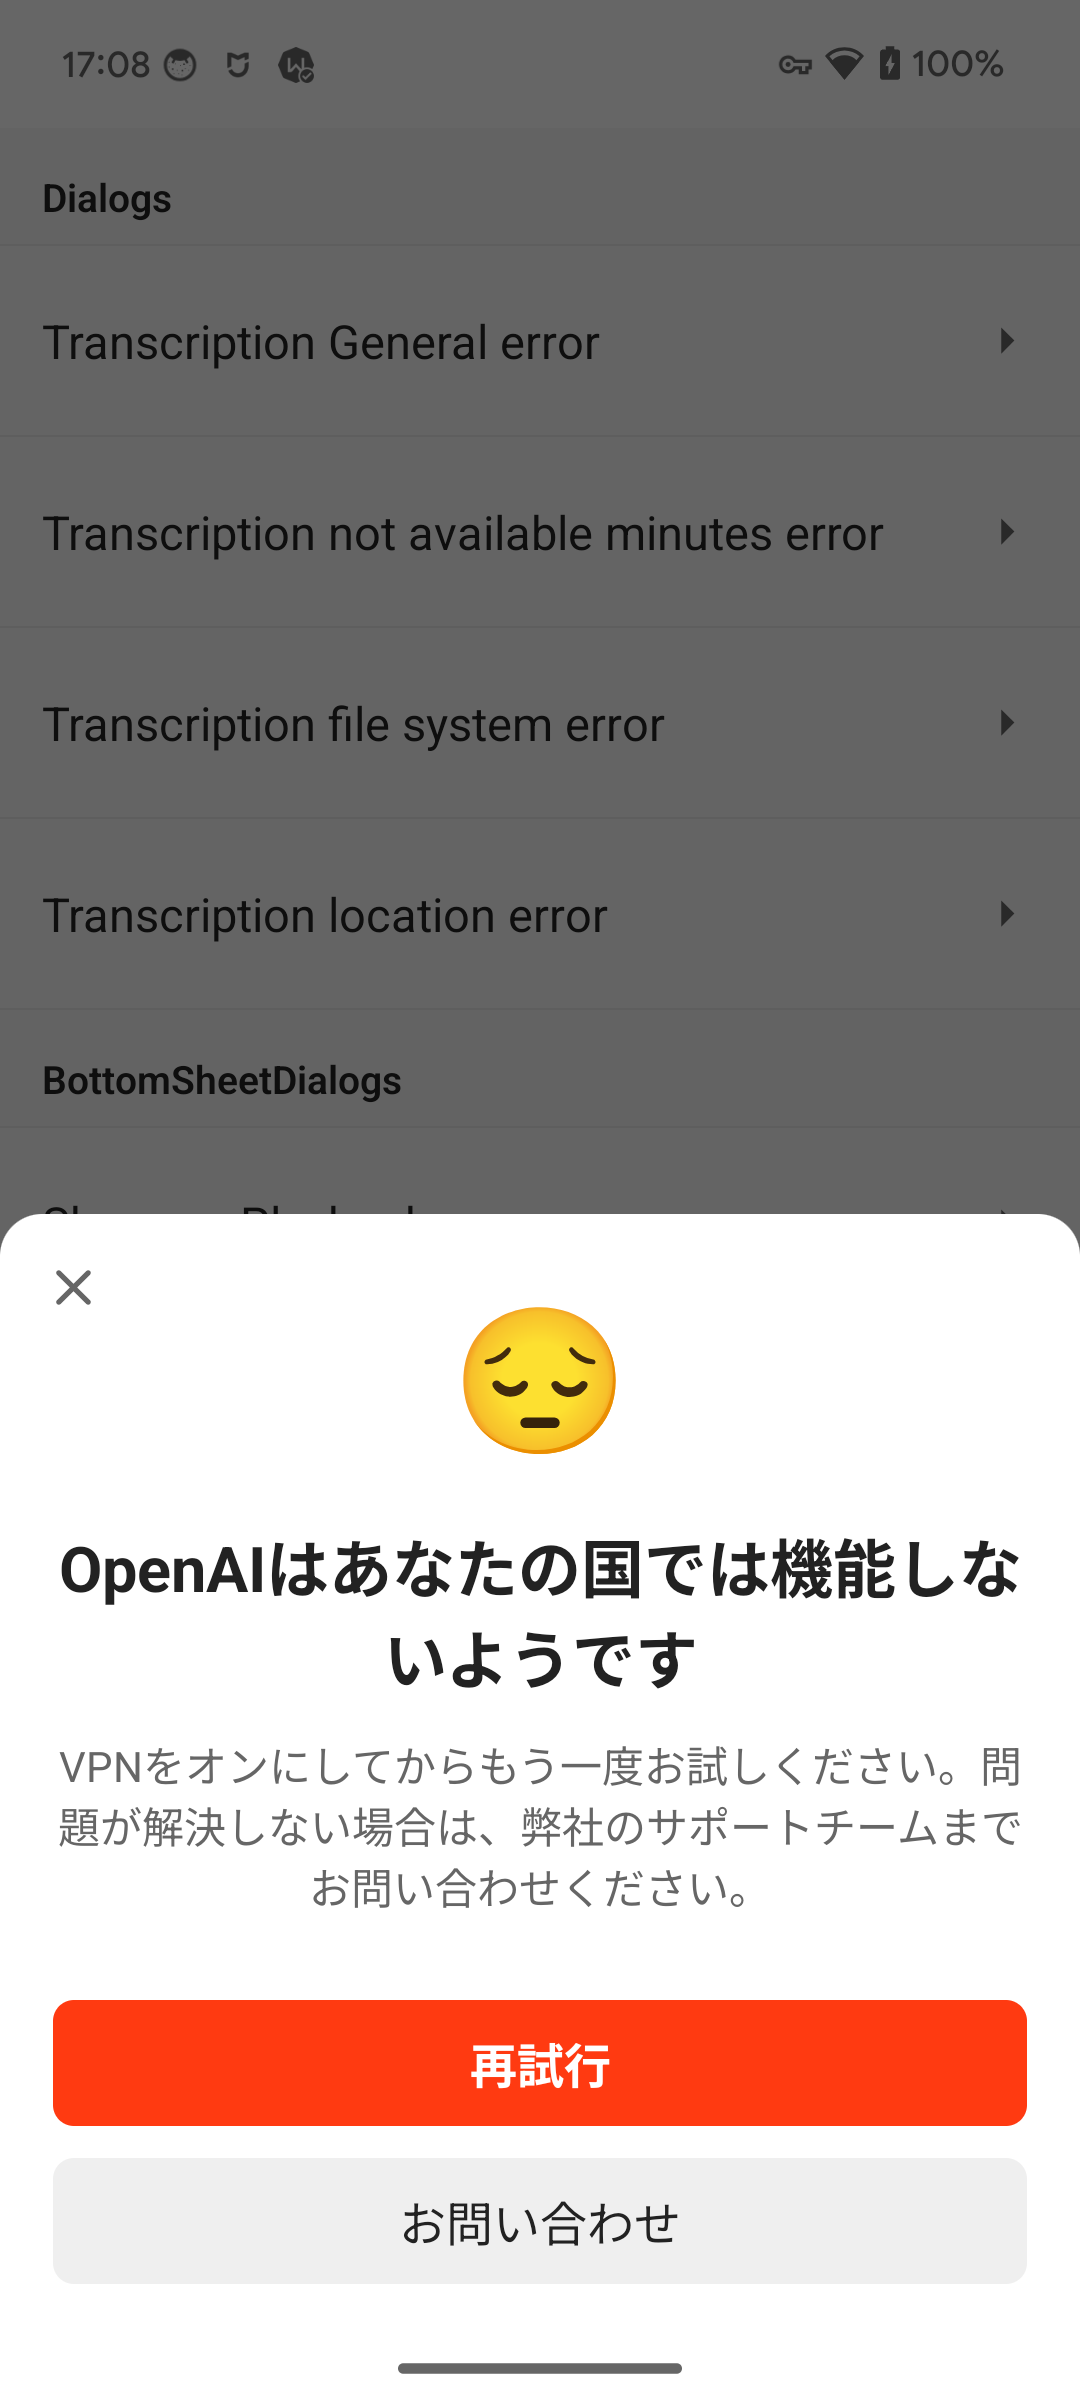 17:08
100%
Dialogs
Transcription General error
Transcription not available minutes error
Transcription file system error
Transcription location error
BottomSheetDialogs
OpenAIはあなたの国では機能しな
いようです
VPNをオンにしてからもう一度お試しください。問
題が解決しない場合は、弊社のサポートチームまで
お問い合わせください。
再試行
お問い合わせ